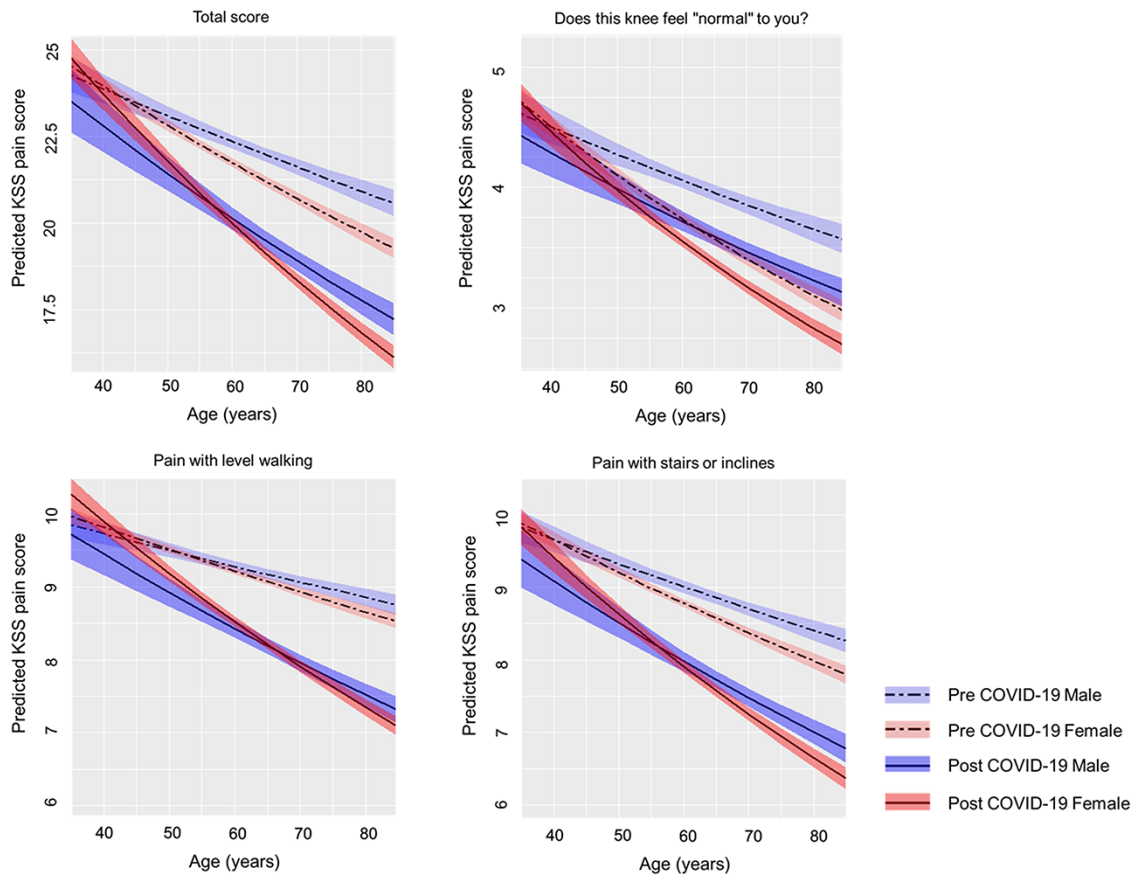 Total score
Predicted KSS pain score
25
22.5
20
17.5
40 50 60 70 80
Age (years)
Does this knee feel "normal" to you?
Predicted KSS pain score
5
4
3
40 50 60 70 80
Age (years)
Pain with level walking
Predicted KSS pain score
10
9
8
7
6
40 50 60 70 80
Age (years)
Pain with stairs or inclines
Predicted KSS pain score
10
9
8
7
6
40 50 60 70 80
Age (years)
Pre COVID-19 Male
Pre COVID-19 Female
Post COVID-19 Male
Post COVID-19 Female